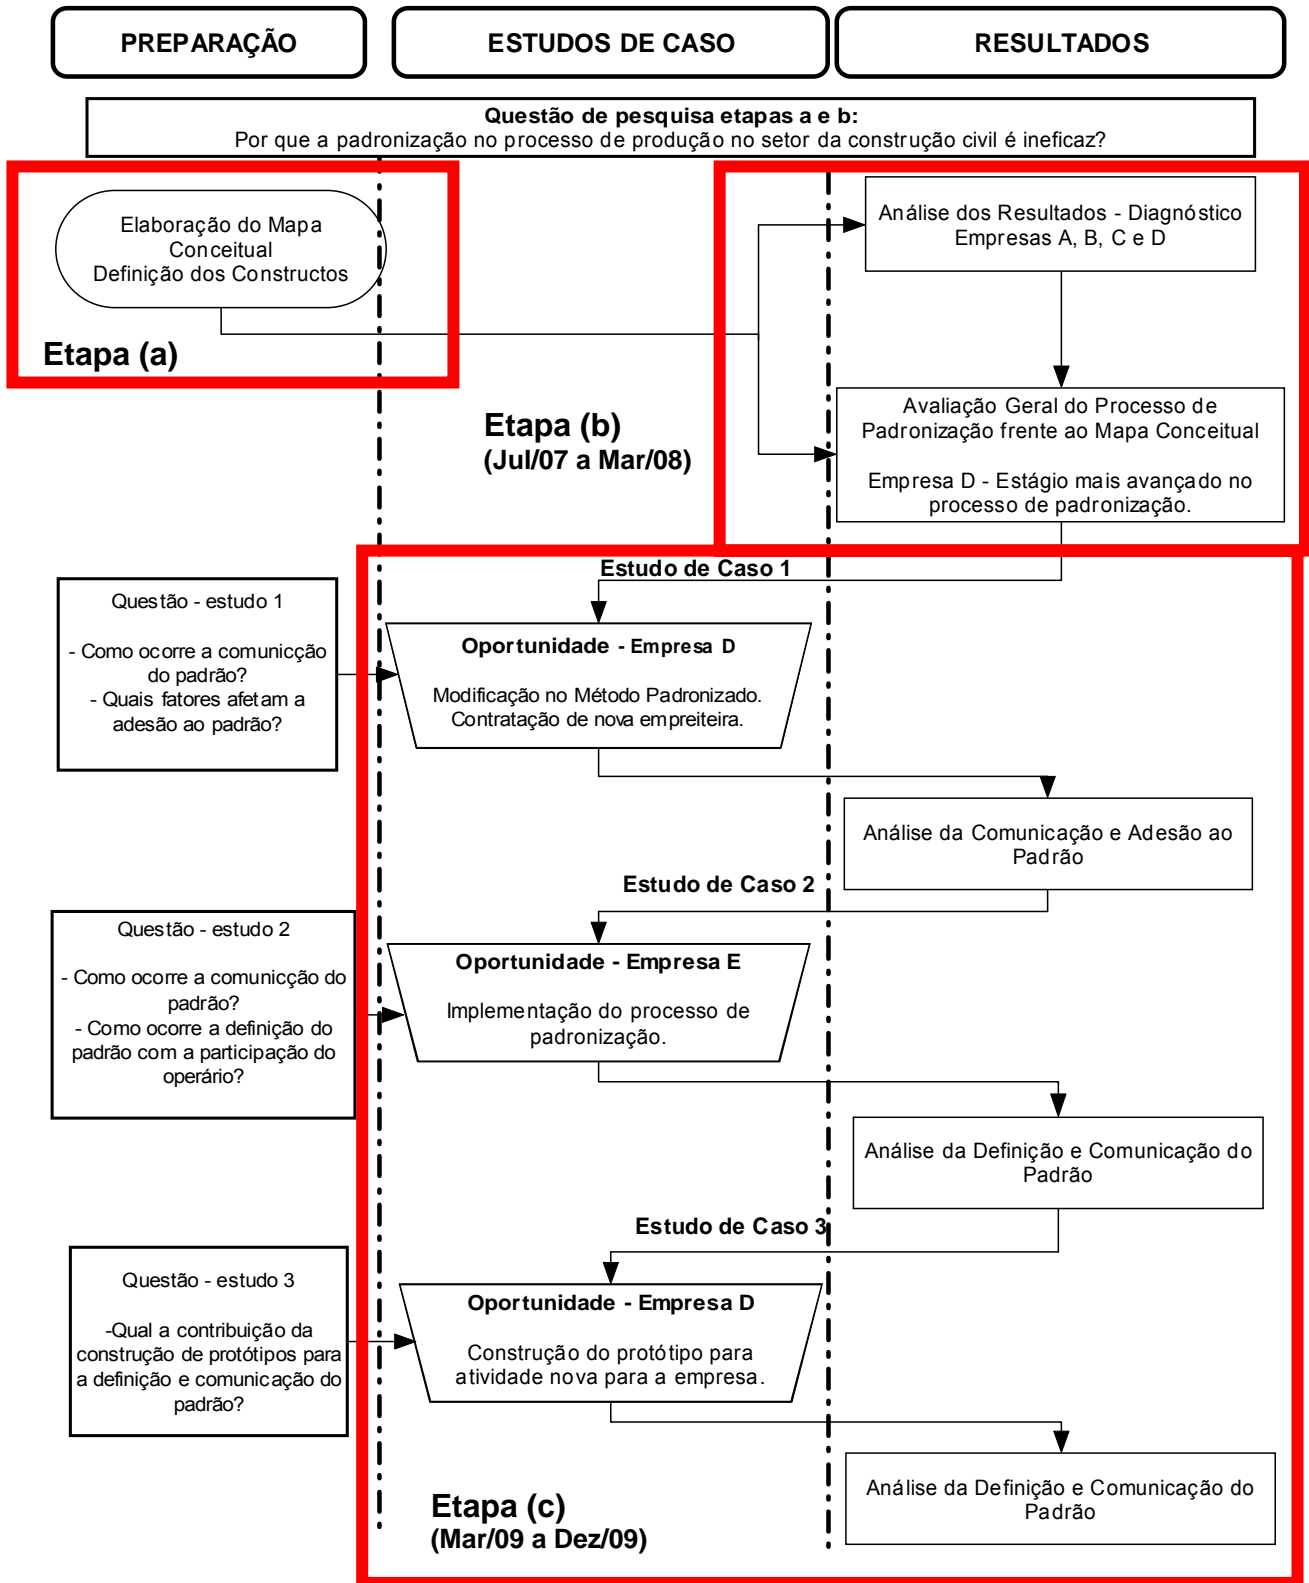 PREPARAÇÃO
ESTUDOS DE CASO
RESULTADOS
Questão de pesquisa etapas a e b:
Por que a padronização no processo de produção no setor da construção civil é ineficaz?
Elaboração do Mapa
Conceitual
Definição dos Constructos
Etapa (a)
Análise dos Resultados - Diagnóstico
Empresas A, B, C e D
Etapa (b)
(Jul/07 a Mar/08)
Avaliação Geral do Processo de
Padronização frente ao Mapa Conceitual
Empresa D - Estágio mais avançado no
processo de padronização.
Estudo de Caso 1
Questão - estudo 1
- Como ocorre a comunicção
do padrão?
- Quais fatores afetam a
adesão ao padrão?
Oportunidade - Empresa D
Modificação no Método Padronizado.
Contratação de nova empreiteira.
Análise da Comunicação e Adesão ao
Padrão
Estudo de Caso 2
Questão - estudo 2
- Como ocorre a comunicção do
padrão?
- Como ocorre a definição do
padrão com a participação do
operário?
Oportunidade - Empresa E
Implementação do processo de
padronização.
Análise da Definição e Comunicação do
Padrão
Estudo de Caso 3
Questão - estudo 3
-Qual a contribuição da
construção de protótipos para
a definição e comunicação do
padrão?
Oportunidade - Empresa D
Construção do protótipo para
atividade nova para a empresa.
Análise da Definição e Comunicação do
Padrão
Etapa (c)
(Mar/09 a Dez/09)